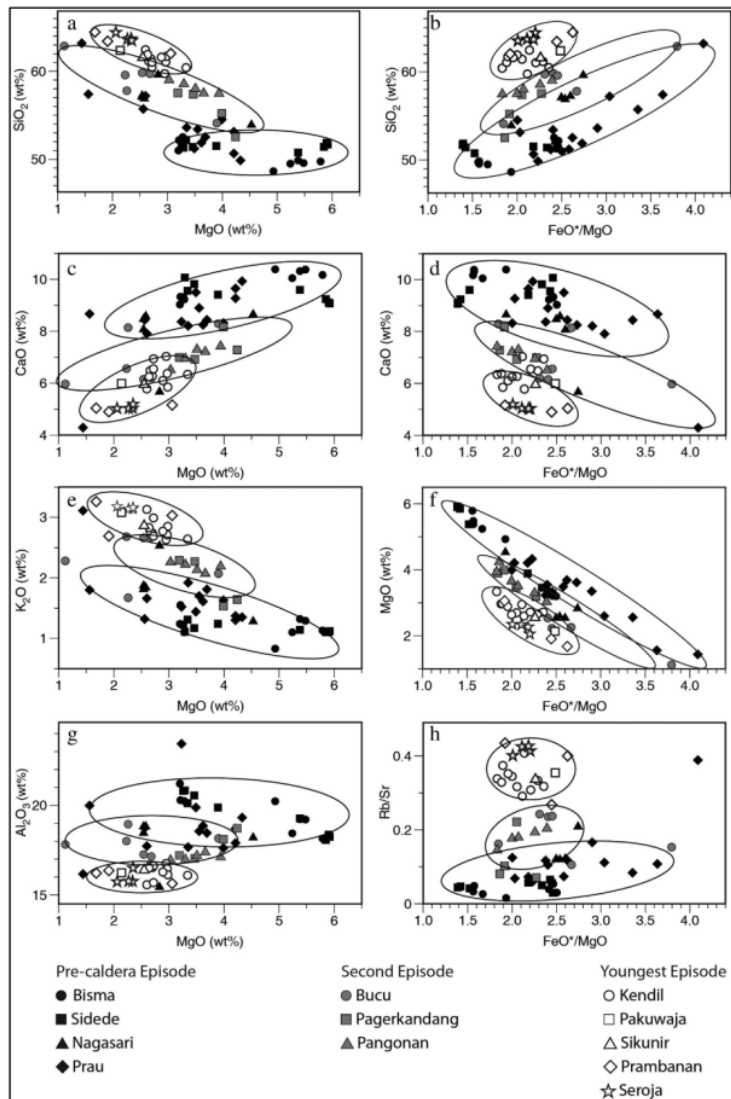 a
SiO2 (wt%)
60
50
1 2 3 4 5 6
MgO (wt%)
b
SiO2 (wt%)
60
50
1.0 1.5 2.0 2.5 3.0 3.5 4.0
FeO*/MgO
c
CaO (wt%)
10
8
6
4
1 2 3 4 5 6
MgO (wt%)
d
CaO (wt%)
10
8
6
4
1.0 1.5 2.0 2.5 3.0 3.5 4.0
FeO*/MgO
e
K2O (wt%)
3
2
1
1 2 3 4 5 6
MgO (wt%)
f
MgO (wt%)
6
4
2
1.0 1.5 2.0 2.5 3.0 3.5 4.0
FeO*/MgO
g
Al2O3 (wt%)
20
15
1 2 3 4 5 6
MgO (wt%)
h
Rb/Sr
0.4
0.2
0
1.0 1.5 2.0 2.5 3.0 3.5 4.0
FeO*/MgO
Pre-caldera Episode
Bisma
Sidede
Nagasari
Prau
Second Episode
Bucu
Pagerkandang
Pangonan
Youngest Episode
Kendil
Pakuwaja
Sikunir
Prambanan
Seroja